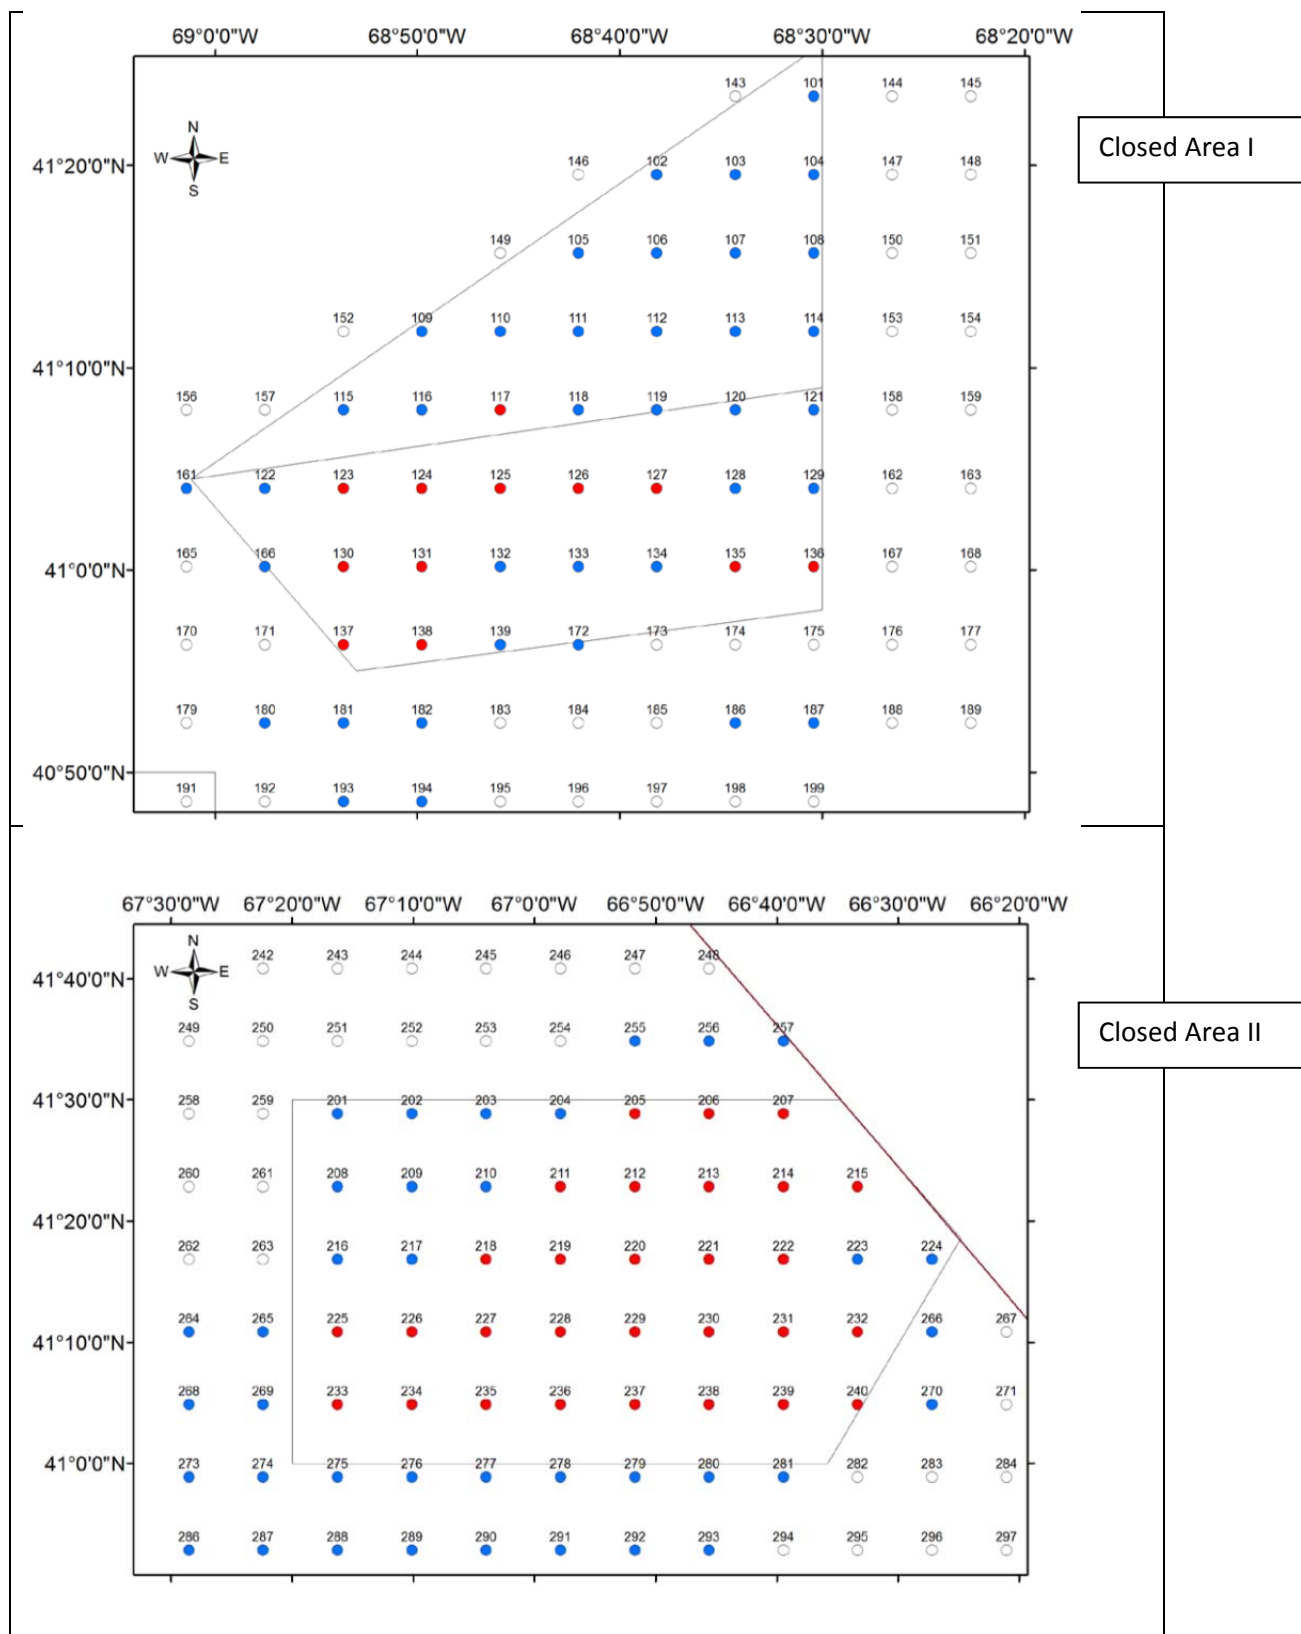 69°0'0"W 68°50'0"W 68°40'0"W 68°30'0"W 68°20'0"W
143 101 144 145
N
W E
S
Closed Area I
41°20'0"N
146 102 103 104 147 148
149 105 106 107 108 150 151
152 109 110 111 112 113 114 153 154
41°10'0"N
156 157 115 116 117 118 119 120 121 158 159
161 122 123 124 125 126 127 128 129 162 163
41°0'0"N
165 166 130 131 132 133 134 135 136 167 168
170 171 137 138 139 172 173 174 175 176 177
179 180 181 182 183 184 185 186 187 188 189
40°50'0"N
191 192 193 194 195 196 197 198 199
67°30'0"W 67°20'0"W 67°10'0"W 67°0'0"W 66°50'0"W 66°40'0"W 66°30'0"W 66°20'0"W
N
W E
S
242 243 244 245 246 247 248
41°40'0"N
249 250 251 252 253 254 255 256 257
Closed Area II
41°30'0"N
258 259 201 202 203 204 205 206 207
260 261 208 209 210 211 212 213 214 215
41°20'0"N
262 263 216 217 218 219 220 221 222 223 224
264 265 225 226 227 228 229 230 231 232 266 267
41°10'0"N
268 269 233 234 235 236 237 238 239 240 270 271
41°0'0"N
273 274 275 276 277 278 279 280 281 282 283 284
286 287 288 289 290 291 292 293 294 295 296 297